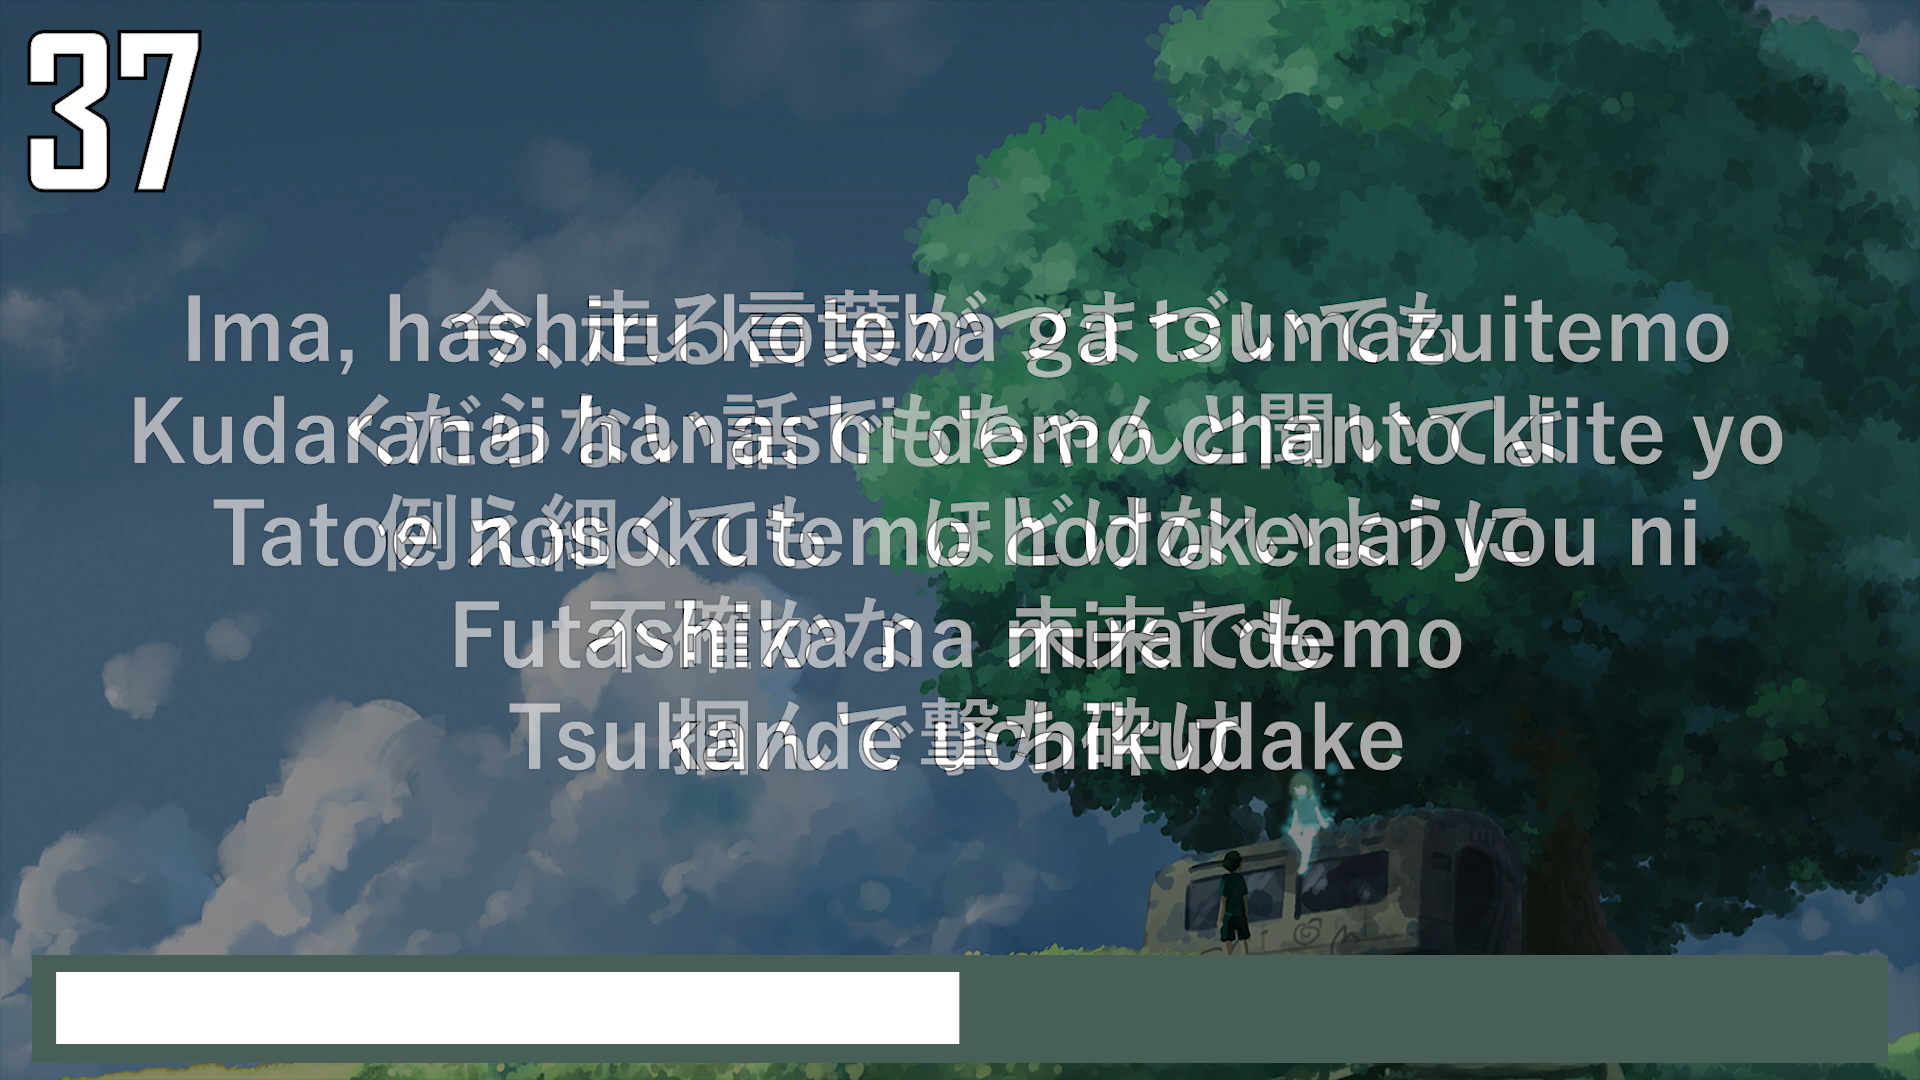 37
Ima, hashiru kotoba ga tsumazuitemo
今、走る言葉がつまづいても
Kudaranai hanashi demo chanto kiite yo
くだらない話でもちゃんと聞いてよ
Tatoe hosokutemo hodokenai you ni
例え細くても ほどけないように
Futashika na mirai demo
不確かな 未来でも
Tsukande uchikudake
掴んで撃ち砕け